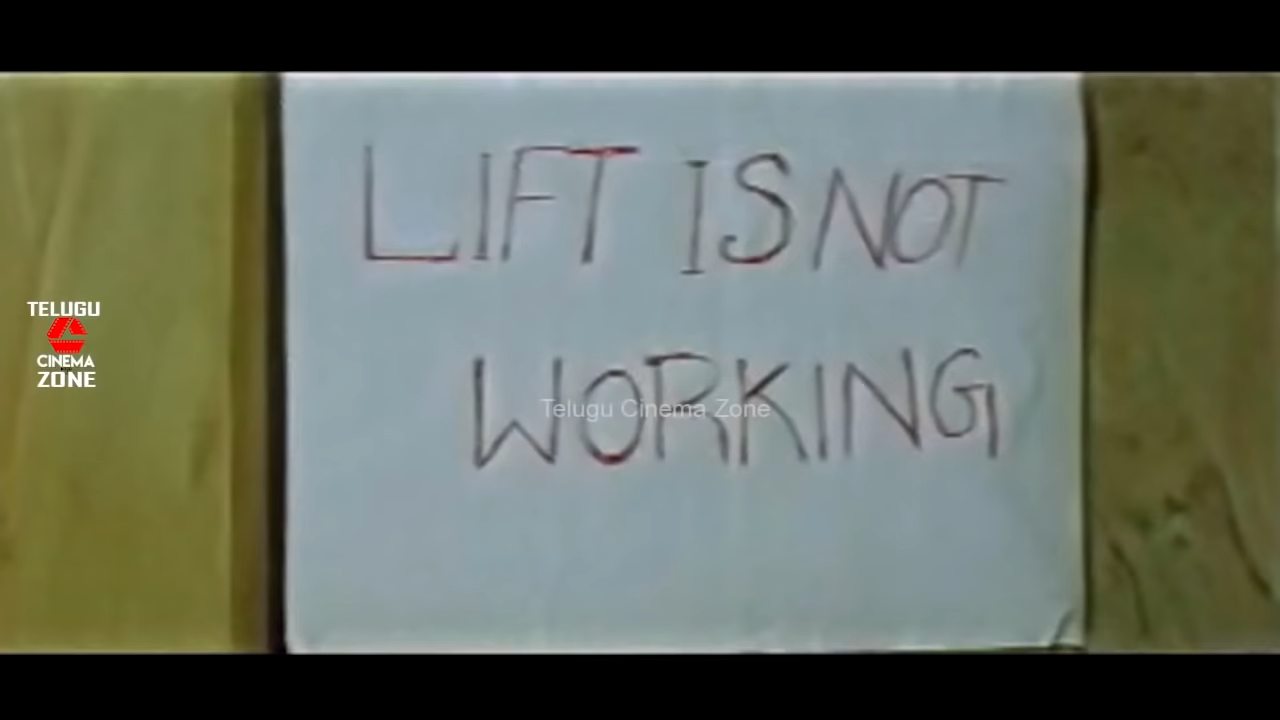 LIFT IS NOT
WORKING
TELUGU
CINEMA
ZONE
Telugu Cinema Zone